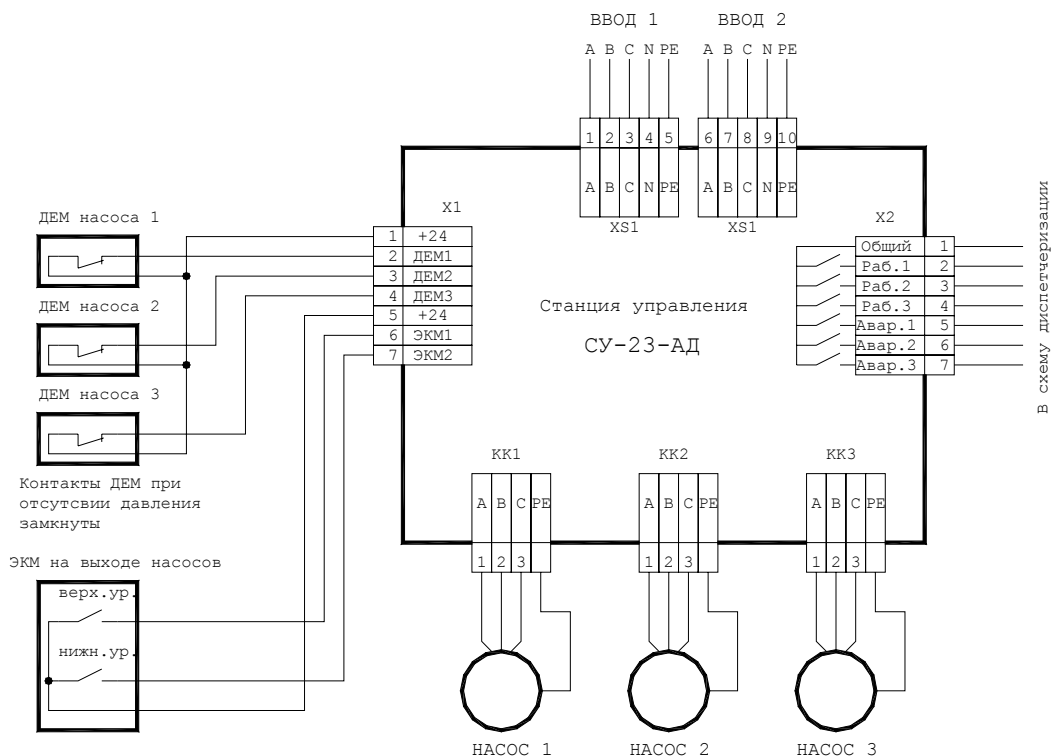 ВВОД 1
ВВОД 2
A B C N PE
A B C N PE
1 2 3 4 5
6 7 8 9 10
A B C N PE
A B C N PE
XS1
XS1
X1
1 +24
2 ДЕМ1
3 ДЕМ2
4 ДЕМ3
5 +24
6 ЭКМ1
7 ЭКМ2
ДЕМ насоса 1
ДЕМ насоса 2
ДЕМ насоса 3
Контакты ДЕМ при
отсутсвии давления
замкнуты
ЭКМ на выходе насосов
верх.ур.
нижн.ур.
Станция управления
СУ-23-АД
X2
Общий 1
Раб.1 2
Раб.2 3
Раб.3 4
Авар.1 5
Авар.2 6
Авар.3 7
В схему диспетчеризации
КК1
КК2
КК3
A B C PE
A B C PE
A B C PE
1 2 3
1 2 3
1 2 3
НАСОС 1
НАСОС 2
НАСОС 3